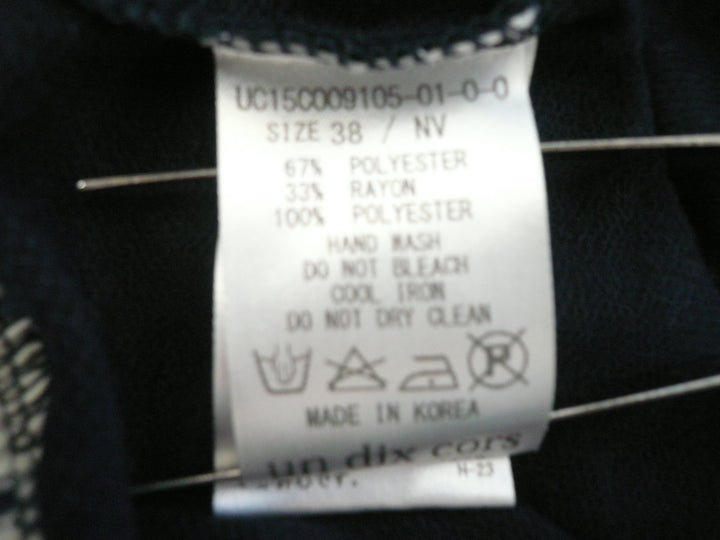 UC15C009105-01-0-0
SIZE 38 / NV
67% POLYESTER
33% RAYON
100% POLYESTER
HAND WASH
DO NOT BLEACH
COOL IRON
DO NOT DRY CLEAN
P
MADE IN KOREA
un dix cors
H-23